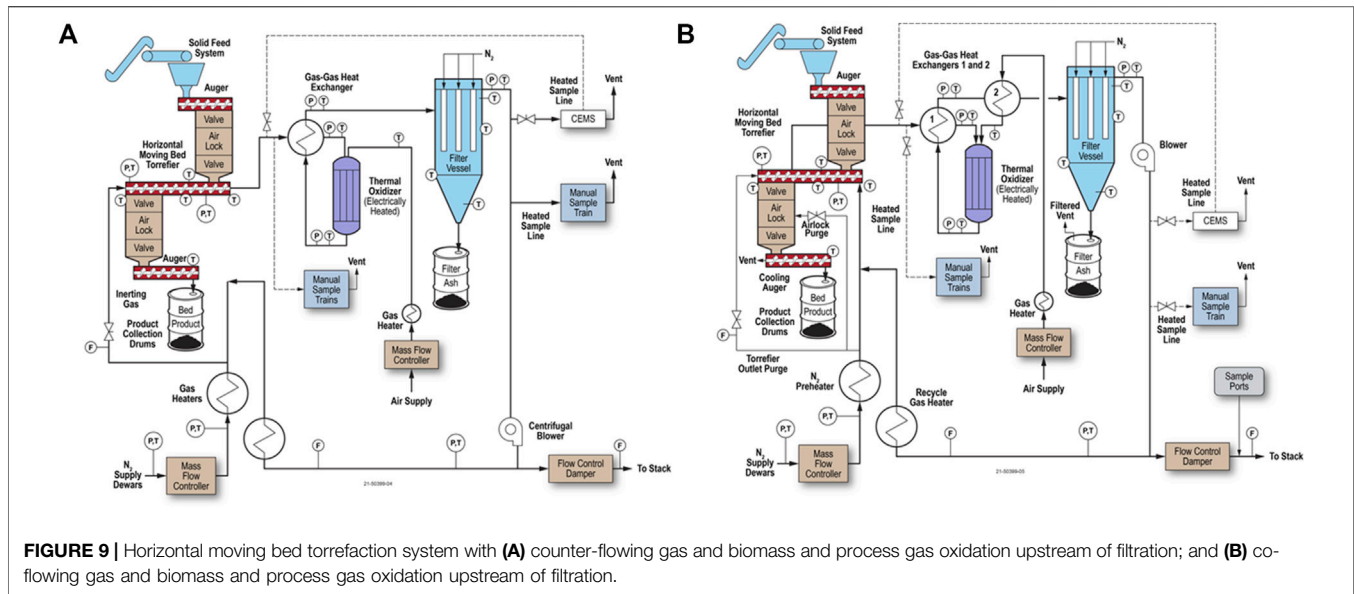 A
Solid Feed
System
Auger
Valve
Air
Lock
Valve
Horizontal
Moving Bed
Torrefier
P,T
T
T
T
P,T
Valve
Air
Lock
Valve
Auger
T
Inerting
Gas
Bed
Product
Product
Collection
Drums
F
Gas
Heaters
P,T
P,T
N2
Supply
Dewars
Mass
Flow
Controller
Gas-Gas Heat
Exchanger
P T
P T
Thermal
Oxidizer
(Electrically
Heated)
P T
Vent
Manual
Sample
Trains
T
Gas
Heater
Mass Flow
Controller
Air Supply
N2
P T
T
T
Filter
Vessel
T
T
Filter
Ash
Heated
Sample
Line
Vent
CEMS
Vent
Manual
Sample Train
Heated
Sample
Line
Centrifugal
Blower
F
P,T
Flow Control
Damper
F
To Stack
21-50399-04
B
Solid Feed
System
Auger
Valve
Air
Lock
Valve
Horizontal
Moving Bed
Torrefier
P,T
T
T
P,T
Valve
Air
Lock
Valve
Airlock
Purge
T
Vent
Cooling
Auger
Product
Collection
Drums
Bed
Product
F
Torrefier
Outlet Purge
N2
Preheater
P,T
P,T
N2
Supply
Dewars
Mass
Flow
Controller
Recycle
Gas Heater
Heated
Sample
Line
Gas-Gas Heat
Exchangers 1 and 2
P T
1
2
P T
T
Thermal
Oxidizer
(Electrically
Heated)
P T
Vent
Manual
Sample
Trains
Gas
Heater
Mass Flow
Controller
Air Supply
N2
P T
T
T
Filter
Vessel
T
T
Filtered
Vent
Filter
Ash
Blower
Heated
Sample
Line
Vent
CEMS
Vent
Manual
Sample Train
Heated
Sample
Line
Sample
Ports
F
P,T
Flow Control
Damper
F
To Stack
21-50399-05
FIGURE 9 | Horizontal moving bed torrefaction system with (A) counter-flowing gas and biomass and process gas oxidation upstream of filtration; and (B) co-
flowing gas and biomass and process gas oxidation upstream of filtration.